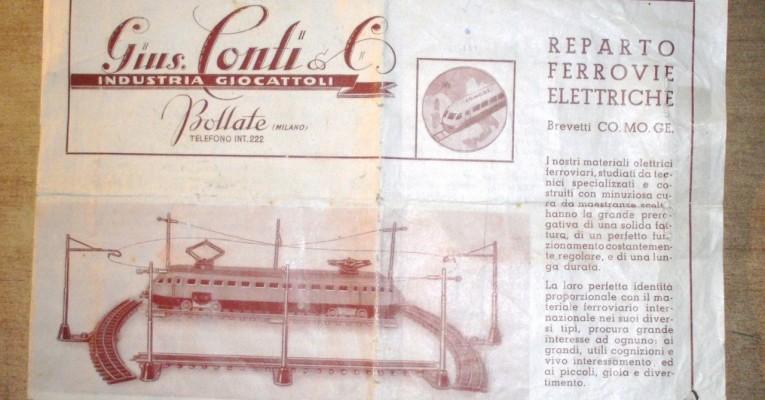 Gius. Conti & C.
INDUSTRIA GIOCATTOLI
Bollate (MILANO)
TELEFONO INT. 222
REPARTO
FERROVIE
ELETTRICHE
Brevetti CO. MO. GE.
I nostri materiali elettrici
ferroviari, studiati da tec-
nici specializzati e co-
struiti con minuziosa cu-
ra da maestranze scelt
hanno la grande prero-
gativa di una solida fat-
tura, di un perfetto fun-
zionamento costantemen-
te regolare, e di una lun-
ga durata.
La loro perfetta identità
proporzionale con il ma-
teriale ferroviario inter-
nazionale nei suoi diver-
si tipi, procura grande
interesse ad ognuno: ai
grandi, utili cognizioni e
vivo interessamento, ed
ai piccoli, gioia e diver-
timento.